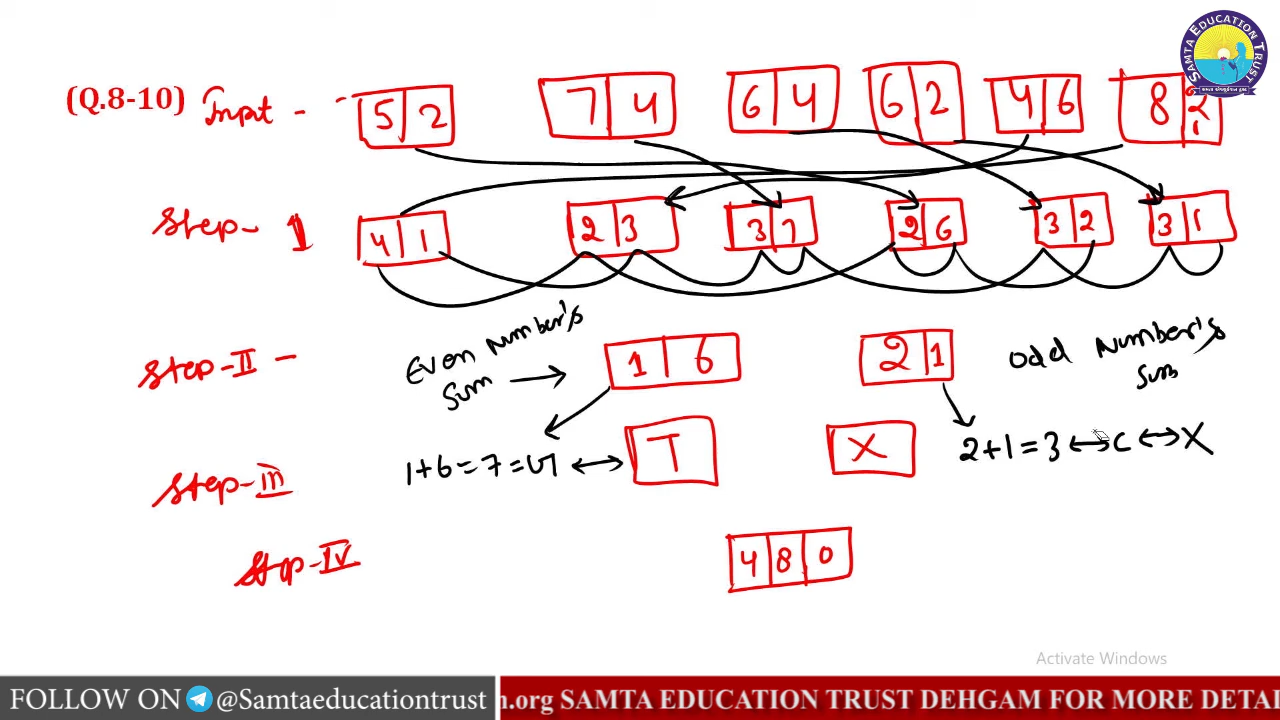 SAMTA EDUCATION TRUST
(Q.8-10) Input - 5 2 7 4 6 4 6 2 4 6 8 2
Step- 1 4 1 2 3 3 7 2 6 3 2 3 1
Step-II - Even Number's Sum → 1 6 2 1 Odd Number's Sum
Step-III 1+6=7=G ↔ T X 2+1=3 ↔ C ↔ X
Step-IV 4 8 0
Activate Windows
FOLLOW ON @Samtaeducationtrust n.org SAMTA EDUCATION TRUST DEHGAM FOR MORE DETAI